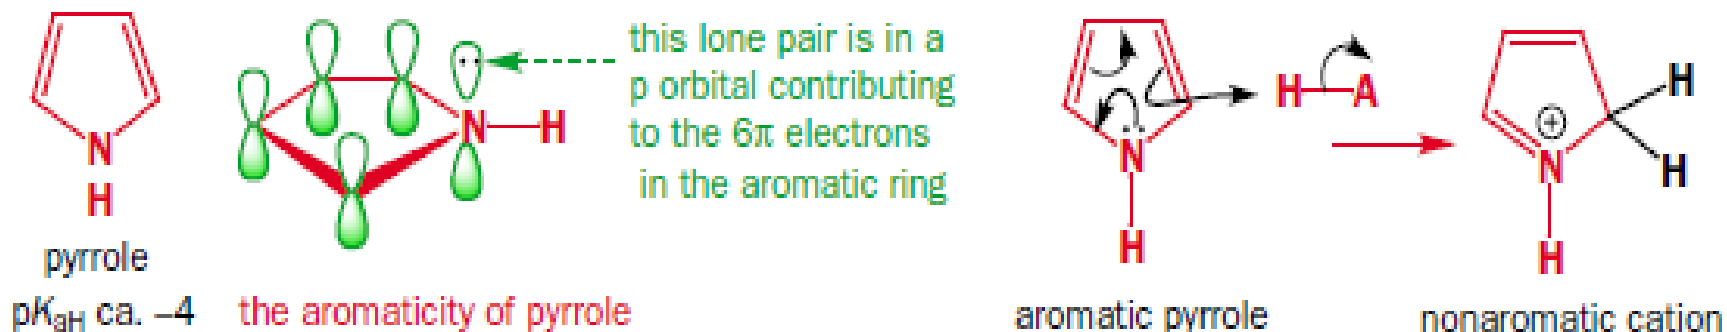 N
H
pyrrole
pKaH ca. –4
N
H
the aromaticity of pyrrole
this lone pair is in a
p orbital contributing
to the 6π electrons
in the aromatic ring
N
H
H A
aromatic pyrrole
H
H
N
H
+
nonaromatic cation